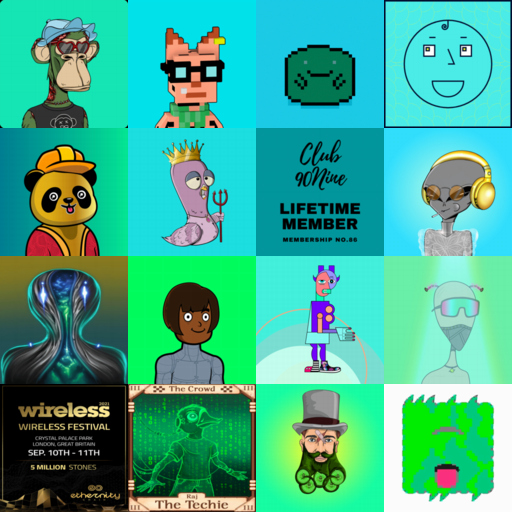 Club
90Nine
LIFETIME
MEMBER
MEMBERSHIP NO.86
2021
wireless
WIRELESS FESTIVAL
CRYSTAL PALACE PARK
LONDON, GREAT BRITAIN
SEP. 10TH - 11TH
5 MILLION STONES
ethernity
The Crowd
Raj
The Techie